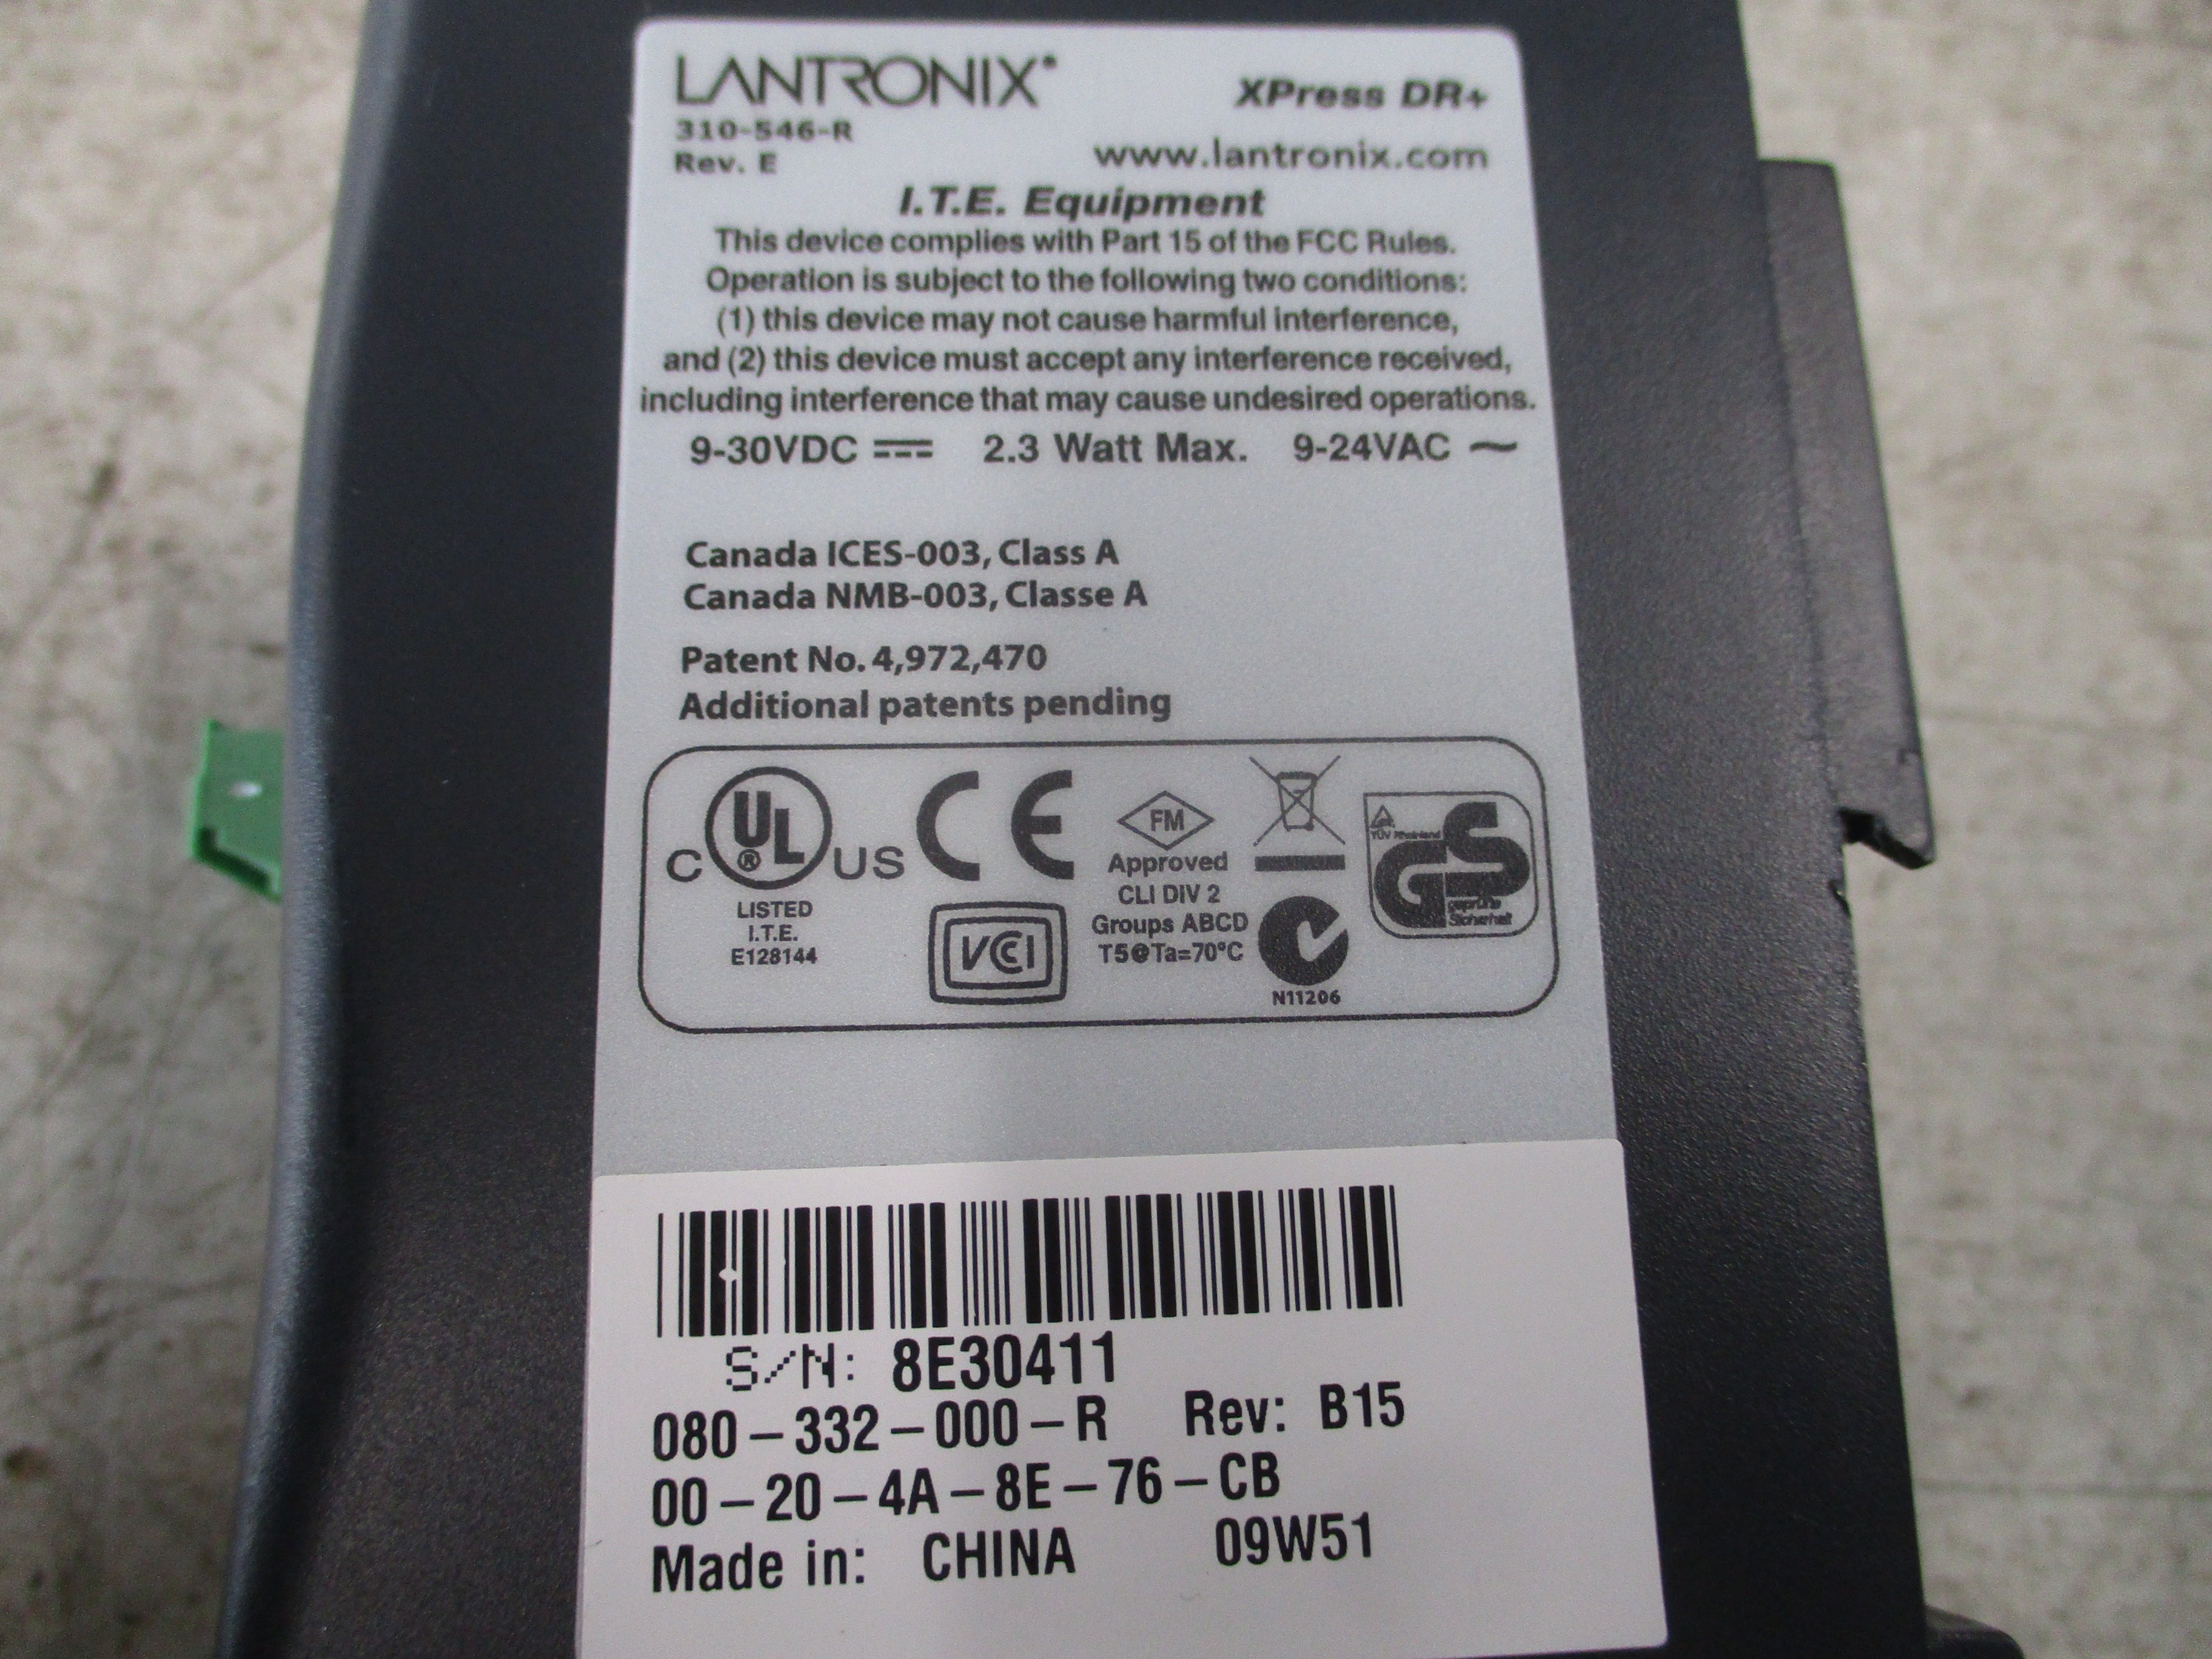 LANTRONIX®
XPress DR+
310-546-R
Rev. E
www.lantronix.com
I.T.E. Equipment
This device complies with Part 15 of the FCC Rules.
Operation is subject to the following two conditions:
(1) this device may not cause harmful interference,
and (2) this device must accept any interference received,
including interference that may cause undesired operations.
9-30VDC 2.3 Watt Max. 9-24VAC ~
Canada ICES-003, Class A
Canada NMB-003, Classe A
Patent No. 4,972,470
Additional patents pending
C UL® US
LISTED
I.T.E.
E128144
CE
VCI
FM
Approved
CLI DIV 2
Groups ABCD
T5@Ta=70°C
N11206
TÜV Rheinland
GS
geprüfte
Sicherheit
S/N: 8E30411
080-332-000-R Rev: B15
00-20-4A-8E-76-CB
Made in: CHINA 09W51